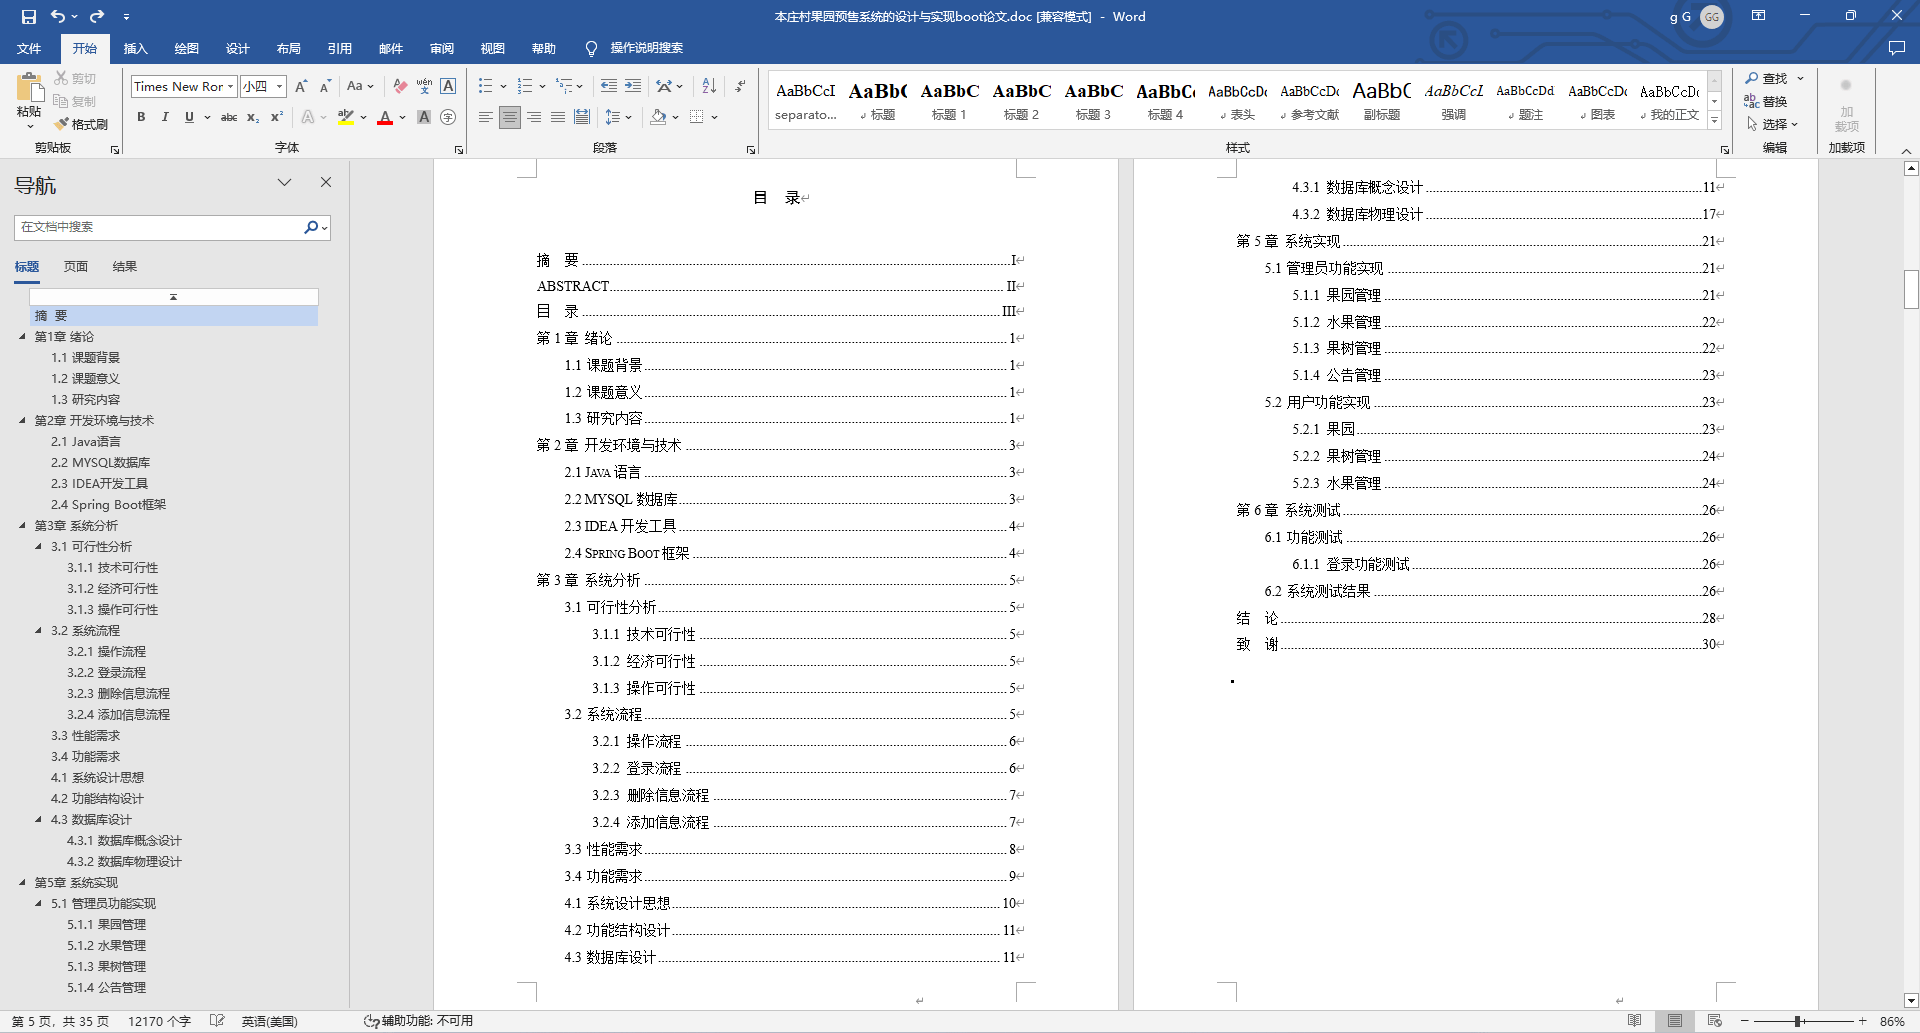 本庄村果园预售系统的设计与实现boot论文.doc [兼容模式] - Word
g G
GG
文件 开始 插入 绘图 设计 布局 引用 邮件 审阅 视图 帮助 操作说明搜索
粘贴
剪切
复制
格式刷
剪贴板
Times New Ror 小四
字体
段落
AaBbCcI separato...
AaBb( 标题
AaBbC 标题 1
AaBbC 标题 2
AaBbC 标题 3
AaBbC( 标题 4
AaBbCcDc 表头
AaBbCcDc 参考文献
AaBbC 副标题
AaBbCcL 强调
AaBbCcDd 题注
AaBbCcDc 图表
AaBbCcDc 我的正文
样式
查找
替换
选择
编辑
加载项
加载项
导航
在文档中搜索
标题 页面 结果
摘 要
第1章 绪论
1.1 课题背景
1.2 课题意义
1.3 研究内容
第2章 开发环境与技术
2.1 Java语言
2.2 MYSQL数据库
2.3 IDEA开发工具
2.4 Spring Boot框架
第3章 系统分析
3.1 可行性分析
3.1.1 技术可行性
3.1.2 经济可行性
3.1.3 操作可行性
3.2 系统流程
3.2.1 操作流程
3.2.2 登录流程
3.2.3 删除信息流程
3.2.4 添加信息流程
3.3 性能需求
3.4 功能需求
4.1 系统设计思想
4.2 功能结构设计
4.3 数据库设计
4.3.1 数据库概念设计
4.3.2 数据库物理设计
第5章 系统实现
5.1 管理员功能实现
5.1.1 果园管理
5.1.2 水果管理
5.1.3 果树管理
5.1.4 公告管理
目 录
摘 要 I
ABSTRACT II
目 录 III
第 1 章 绪论 1
1.1 课题背景 1
1.2 课题意义 1
1.3 研究内容 1
第 2 章 开发环境与技术 3
2.1 JAVA 语言 3
2.2 MYSQL 数据库 3
2.3 IDEA 开发工具 4
2.4 SPRING BOOT 框架 4
第 3 章 系统分析 5
3.1 可行性分析 5
3.1.1 技术可行性 5
3.1.2 经济可行性 5
3.1.3 操作可行性 5
3.2 系统流程 5
3.2.1 操作流程 6
3.2.2 登录流程 6
3.2.3 删除信息流程 7
3.2.4 添加信息流程 7
3.3 性能需求 8
3.4 功能需求 9
4.1 系统设计思想 10
4.2 功能结构设计 11
4.3 数据库设计 11
4.3.1 数据库概念设计 11
4.3.2 数据库物理设计 17
第 5 章 系统实现 21
5.1 管理员功能实现 21
5.1.1 果园管理 21
5.1.2 水果管理 22
5.1.3 果树管理 22
5.1.4 公告管理 23
5.2 用户功能实现 23
5.2.1 果园 23
5.2.2 果树管理 24
5.2.3 水果管理 24
第 6 章 系统测试 26
6.1 功能测试 26
6.1.1 登录功能测试 26
6.2 系统测试结果 26
结 论 28
致 谢 30
第 5 页，共 35 页 12170 个字 英语(美国) 辅助功能: 不可用 86%